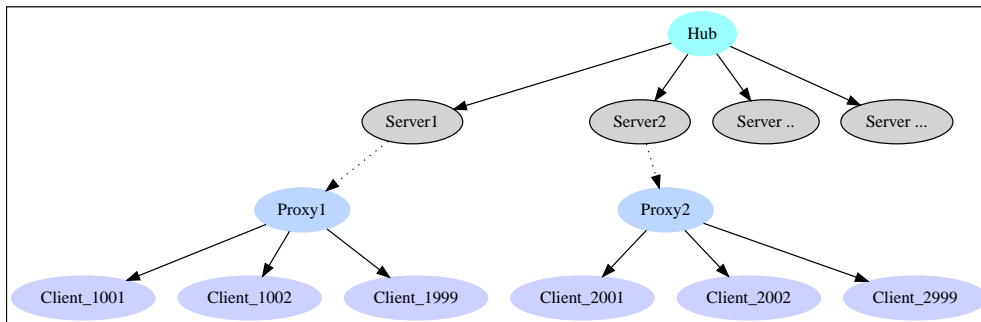 Hub
Server1
Server2
Server ..
Server ...
Proxy1
Proxy2
Client_1001
Client_1002
Client_1999
Client_2001
Client_2002
Client_2999